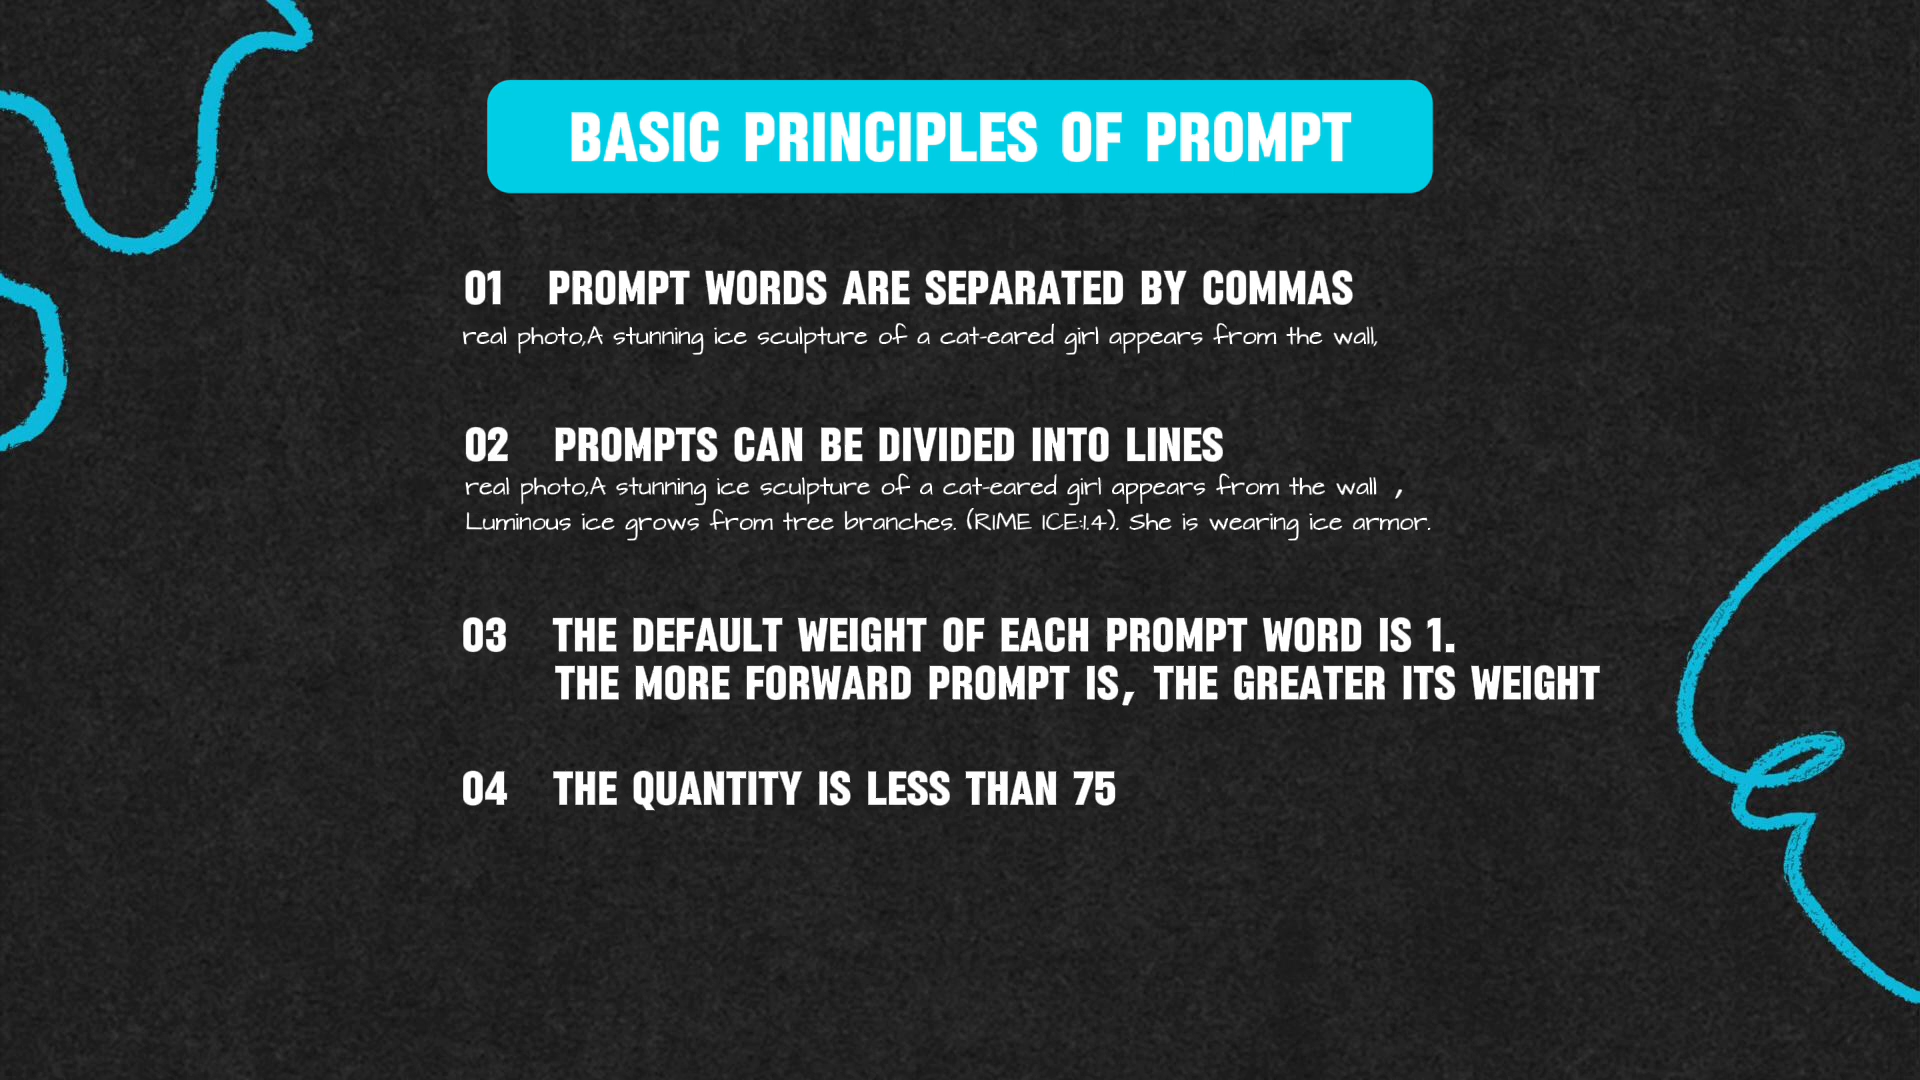 BASIC PRINCIPLES OF PROMPT
01 PROMPT WORDS ARE SEPARATED BY COMMAS
real photo,A stunning ice sculpture of a cat-eared girl appears from the wall,
02 PROMPTS CAN BE DIVIDED INTO LINES
real photo,A stunning ice sculpture of a cat-eared girl appears from the wall ,
Luminous ice grows from tree branches. (RIME ICE:1.4). She is wearing ice armor.
03 THE DEFAULT WEIGHT OF EACH PROMPT WORD IS 1.
THE MORE FORWARD PROMPT IS, THE GREATER ITS WEIGHT
04 THE QUANTITY IS LESS THAN 75